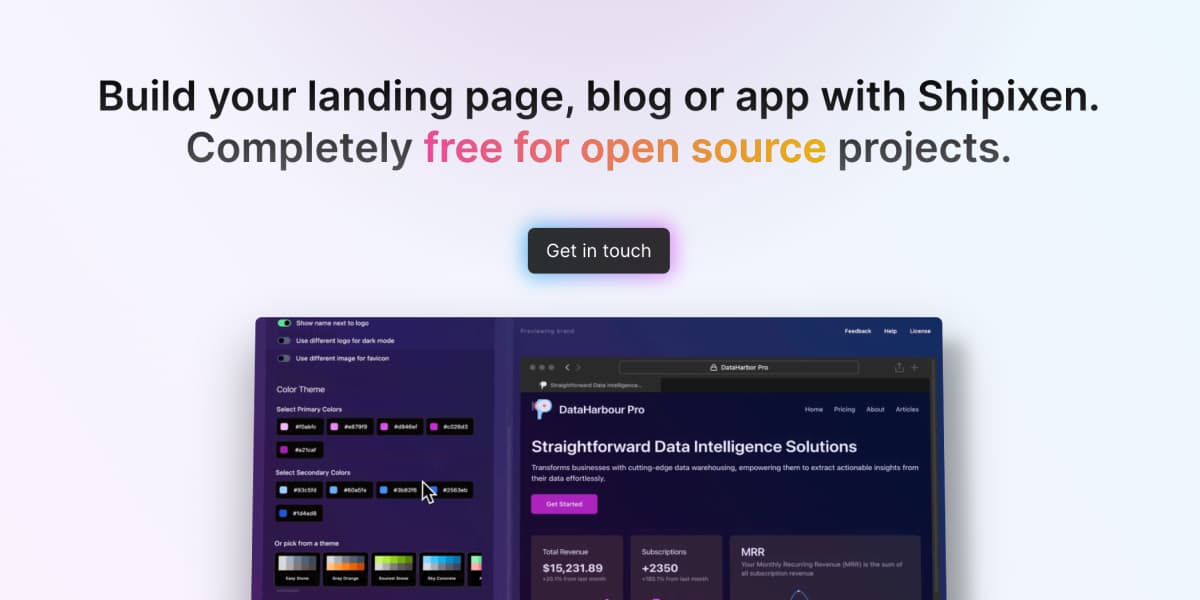 Build your landing page, blog or app with Shipixen.
Completely free for open source projects.
Get in touch
Show name next to logo
Use different logo for dark mode
Use different image for favicon
Color Theme
Select Primary Colors
#f0abfc #e879f9 #d946ef #c026d3
#a21caf
Select Secondary Colors
#93c5fd #60a5fa #3b82f6 #2563eb
#1d4ed8
Or pick from a theme
Easy Stone Gray Orange Sky Concrete
Previewing brand
Feedback Help License
DataHarbor Pro
Straightforward Data Intelligence...
DataHarbour Pro
Home Pricing About Articles
Straightforward Data Intelligence Solutions
Transforms businesses with cutting-edge data warehousing, empowering them to extract actionable insights from
their data effortlessly.
Get Started
Total Revenue
$15,231.89
+20.1% from last month
Subscriptions
+2350
+180.1% from last month
MRR
Your Monthly Recurring Revenue (MRR) is the sum of
all subscription revenue